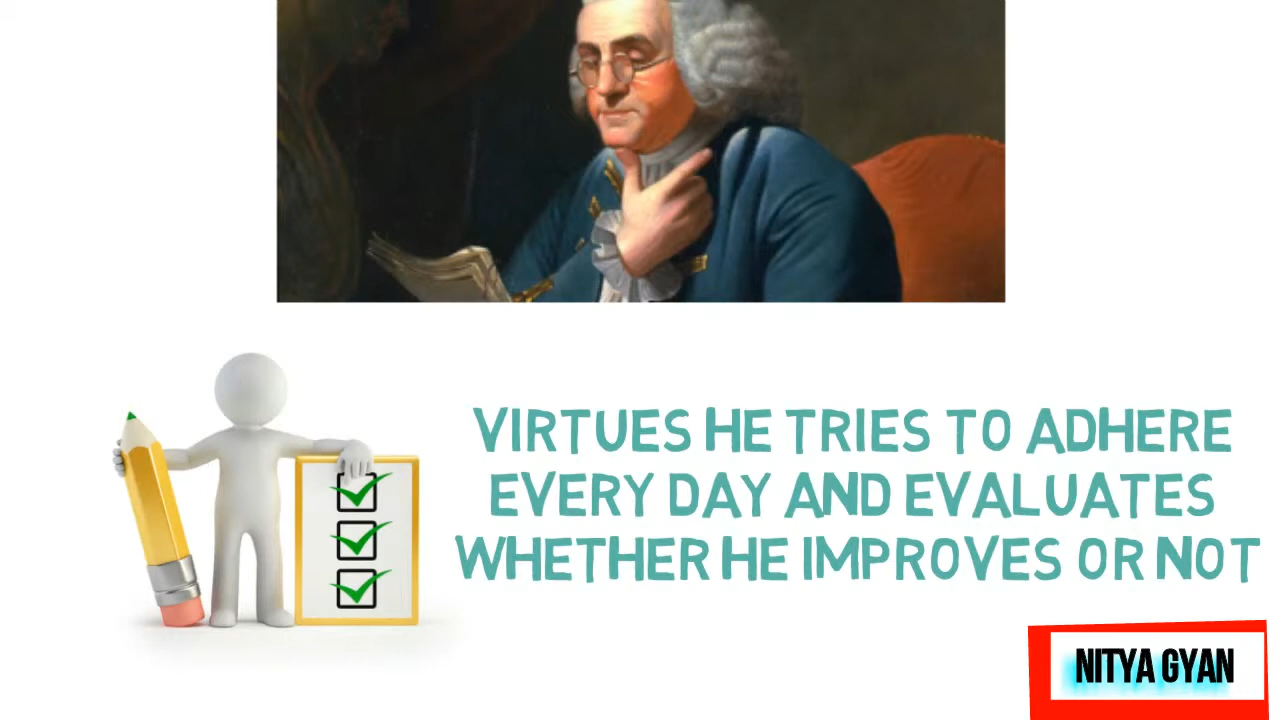 VIRTUES HE TRIES TO ADHERE
EVERY DAY AND EVALUATES
WHETHER HE IMPROVES OR NOT
NITYA GYAN